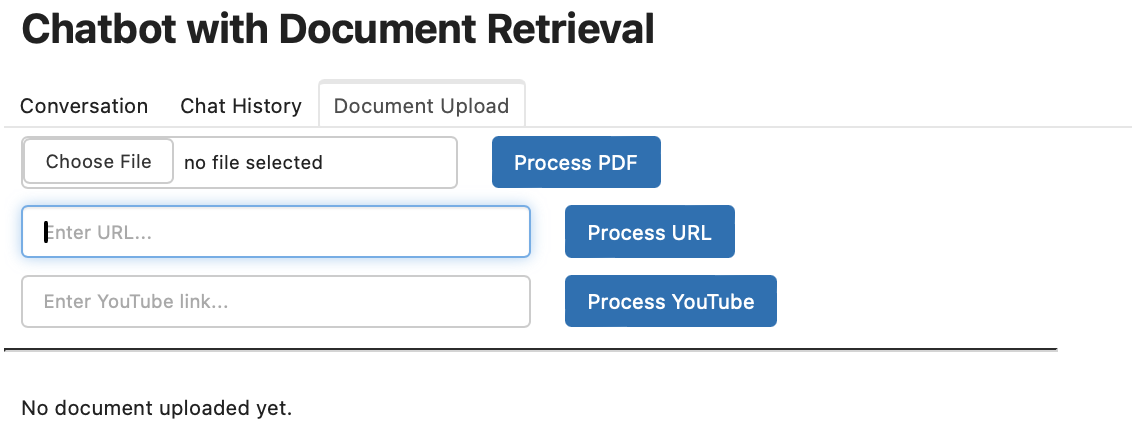 Chatbot with Document Retrieval
Conversation Chat History Document Upload
Choose File no file selected Process PDF
Enter URL... Process URL
Enter YouTube link... Process YouTube
No document uploaded yet.